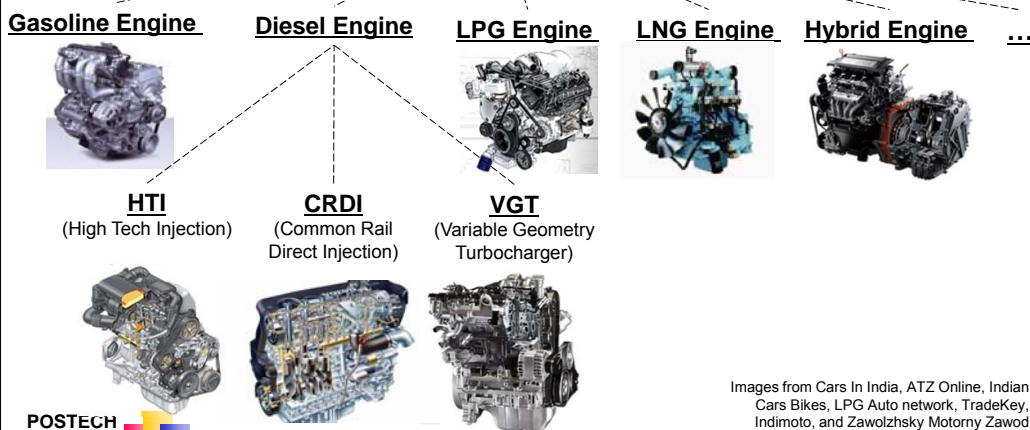 Gasoline Engine
Diesel Engine
LPG Engine
LNG Engine
Hybrid Engine
...
HTI
(High Tech Injection)
CRDI
(Common Rail
Direct Injection)
VGT
(Variable Geometry
Turbocharger)
Images from Cars In India, ATZ Online, Indian
Cars Bikes, LPG Auto network, TradeKey,
Indimoto, and Zawolzhsky Motorny Zawod
POSTECH